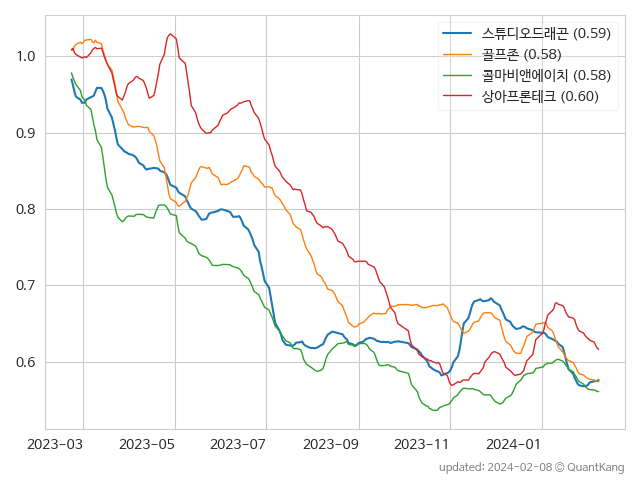 스튜디오드래곤 (0.59)
골프존 (0.58)
콜마비앤에이치 (0.58)
상아프론테크 (0.60)
1.0
0.9
0.8
0.7
0.6
2023-03 2023-05 2023-07 2023-09 2023-11 2024-01
updated: 2024-02-08 © QuantKang